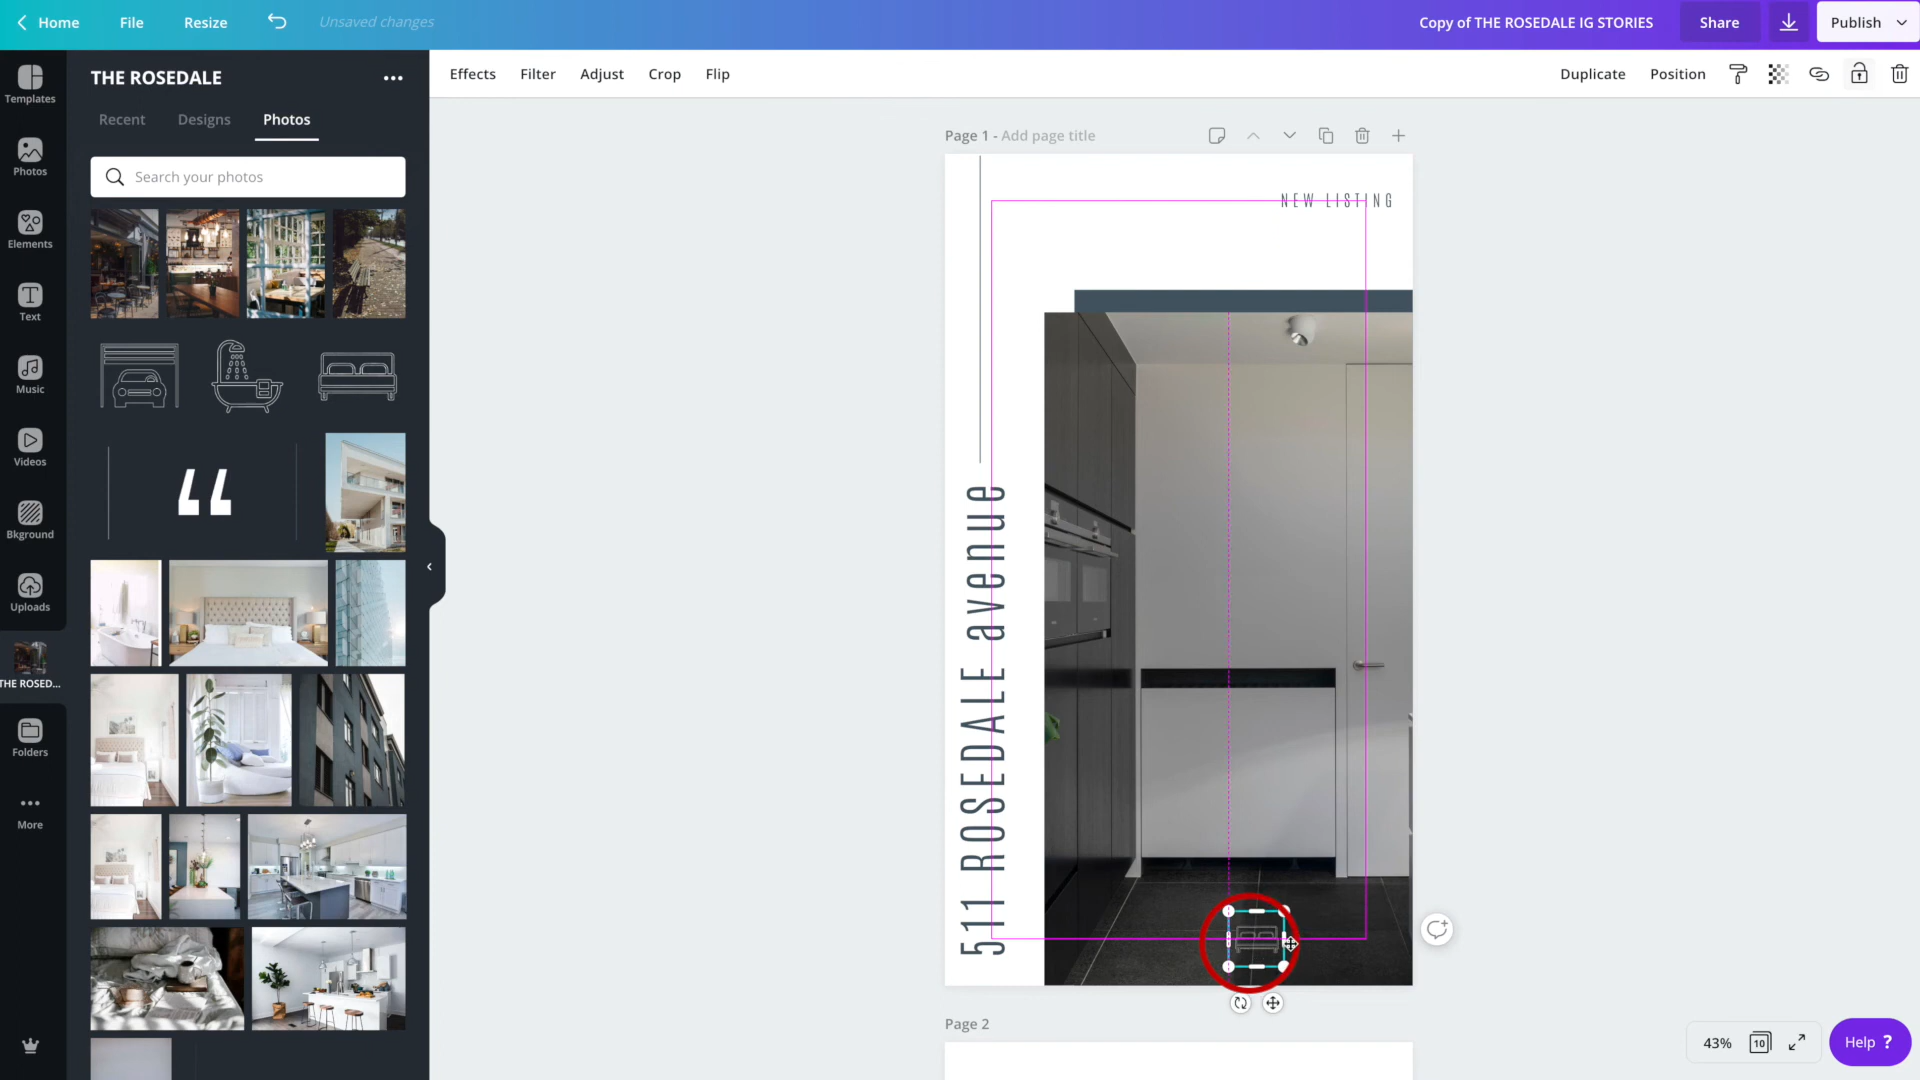 Home
File
Resize
Unsaved changes
Copy of THE ROSEDALE IG STORIES
Share
Publish
Templates
Photos
Elements
Text
Music
Videos
Bkground
Uploads
THE ROSED...
Folders
More
THE ROSEDALE
Recent
Designs
Photos
Search your photos
“
Effects
Filter
Adjust
Crop
Flip
Duplicate
Position
Page 1 - Add page title
NEW LISTING
511 ROSEDALE avenue
Page 2
43%
10
Help ?